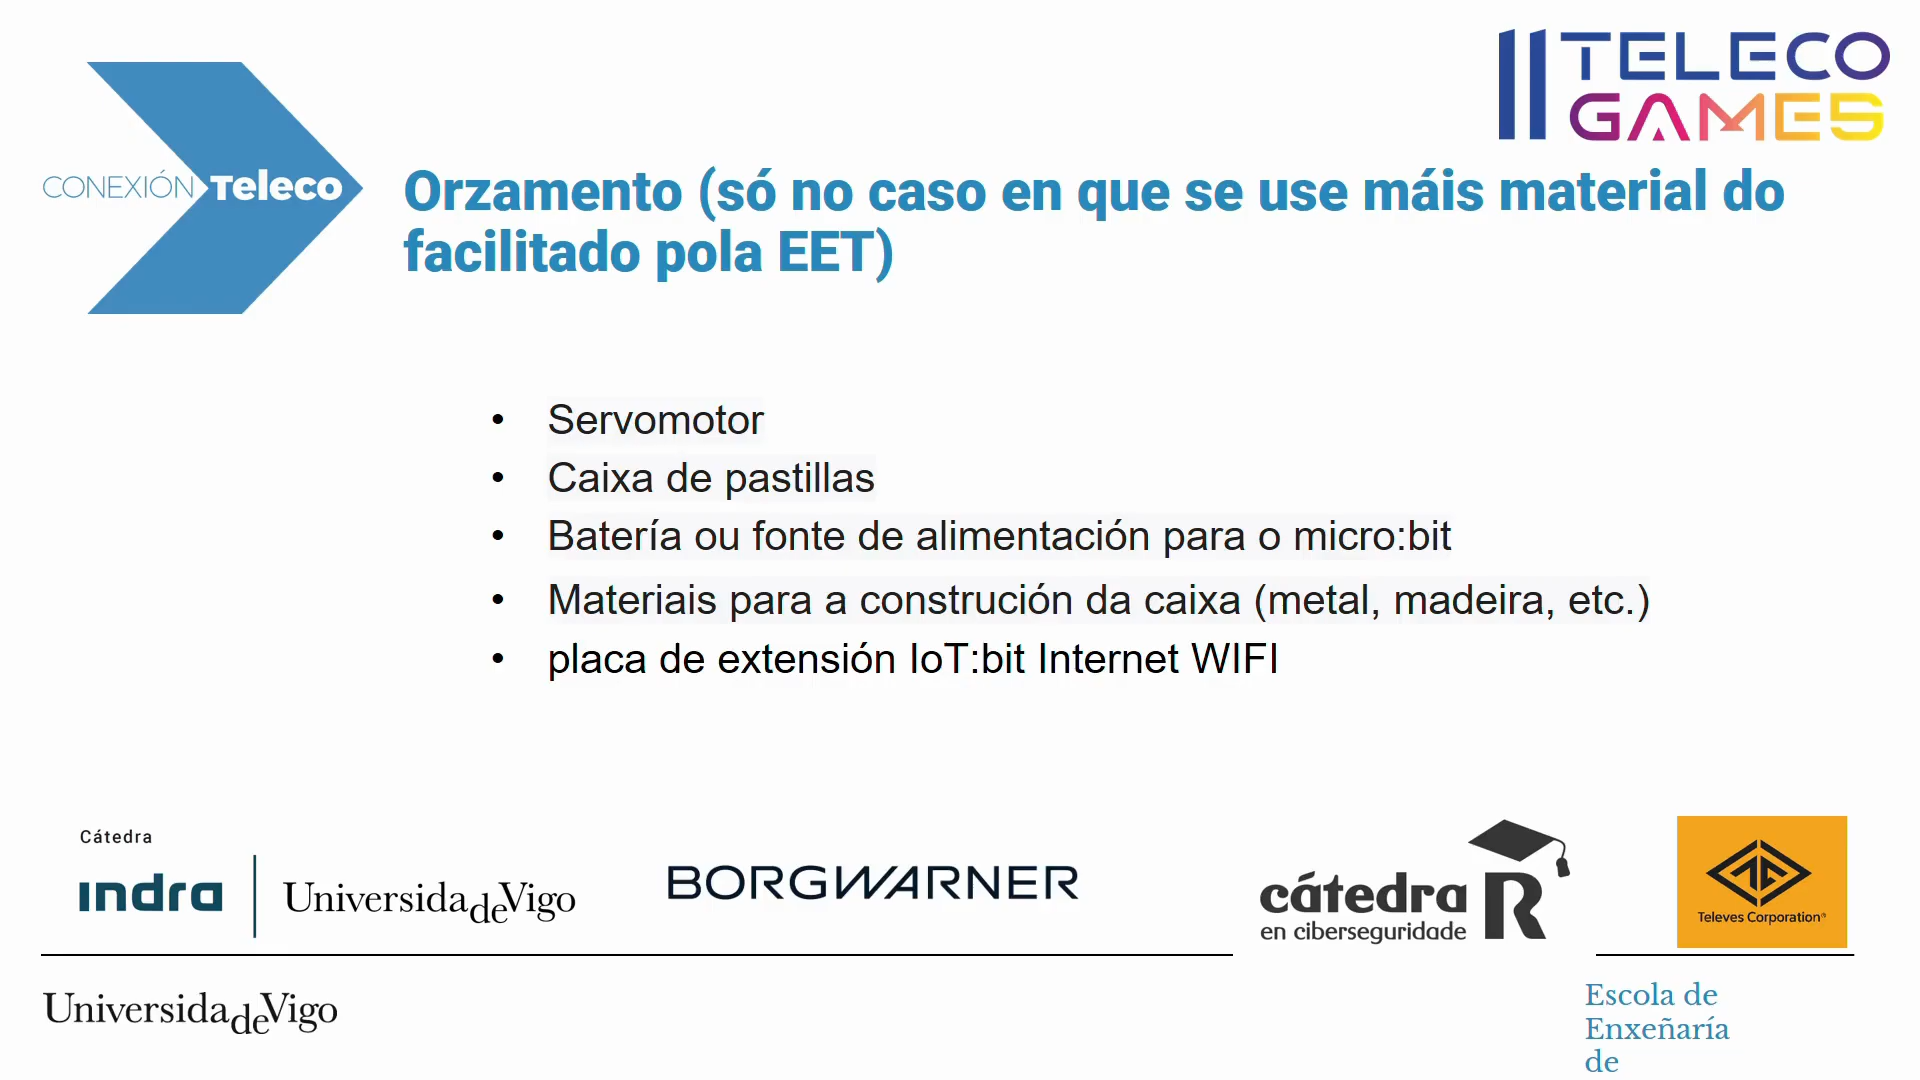 II TELECO
GAMES
CONEXIÓN Teleco
Orzamento (só no caso en que se use máis material do
facilitado pola EET)
• Servomotor
• Caixa de pastillas
• Batería ou fonte de alimentación para o micro:bit
• Materiais para a construción da caixa (metal, madeira, etc.)
• placa de extensión IoT:bit Internet WIFI
Cátedra
indra | UniversidadeVigo
BORGWARNER
cátedra R
en ciberseguridade
Televes Corporation®
UniversidadeVigo
Escola de
Enxeñaría
de